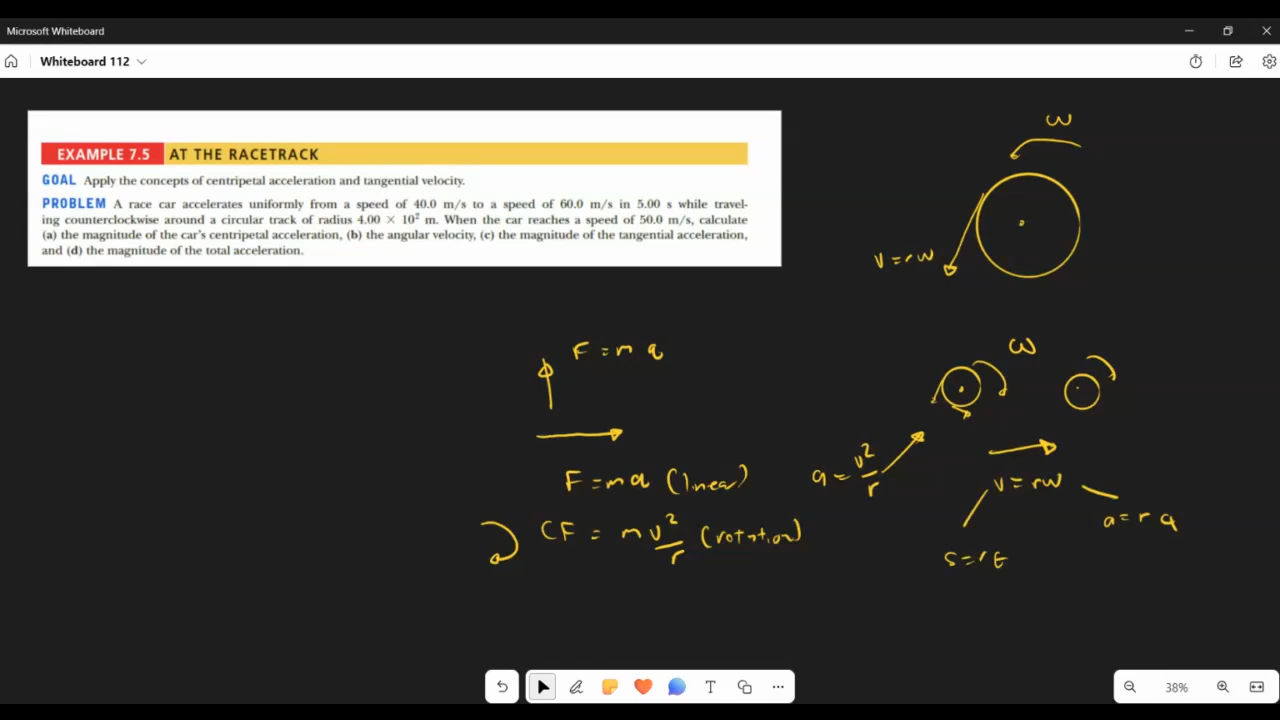 Microsoft Whiteboard
Whiteboard 112
EXAMPLE 7.5 AT THE RACETRACK
GOAL Apply the concepts of centripetal acceleration and tangential velocity.
PROBLEM A race car accelerates uniformly from a speed of 40.0 m/s to a speed of 60.0 m/s in 5.00 s while travel-
ing counterclockwise around a circular track of radius 4.00 × 10² m. When the car reaches a speed of 50.0 m/s, calculate
(a) the magnitude of the car's centripetal acceleration, (b) the angular velocity, (c) the magnitude of the tangential acceleration,
and (d) the magnitude of the total acceleration.
ω
v=rω
F=ma
ω
F=ma (linear)
a=v²/r
v=rω
a=rα
CF = mv²/r (rotation)
T
38%